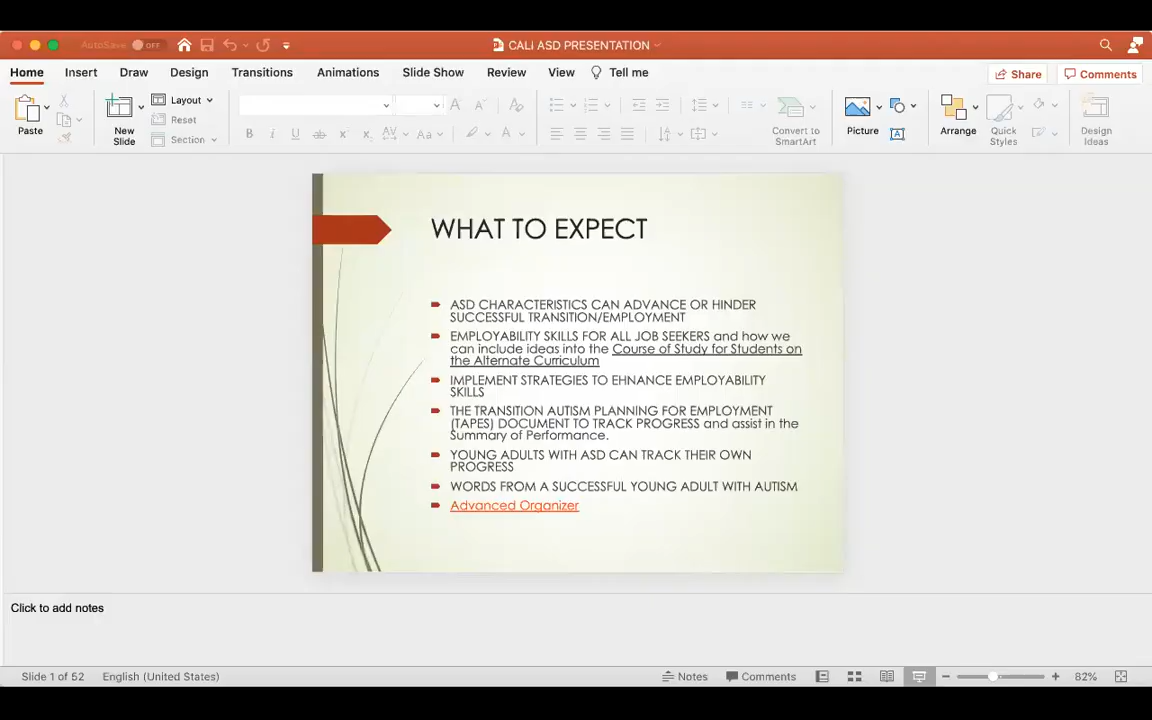 AutoSave OFF
CALi ASD PRESENTATION
Home Insert Draw Design Transitions Animations Slide Show Review View Tell me Share Comments
Paste
New
Slide
Layout
Reset
Section
Convert to
SmartArt
Picture
Arrange
Quick
Styles
Design
Ideas
WHAT TO EXPECT
ASD CHARACTERISTICS CAN ADVANCE OR HINDER
SUCCESSFUL TRANSITION/EMPLOYMENT
EMPLOYABILITY SKILLS FOR ALL JOB SEEKERS and how we
can include ideas into the Course of Study for Students on
the Alternate Curriculum
IMPLEMENT STRATEGIES TO EHNANCE EMPLOYABILITY
SKILLS
THE TRANSITION AUTISM PLANNING FOR EMPLOYMENT
(TAPES) DOCUMENT TO TRACK PROGRESS and assist in the
Summary of Performance.
YOUNG ADULTS WITH ASD CAN TRACK THEIR OWN
PROGRESS
WORDS FROM A SUCCESSFUL YOUNG ADULT WITH AUTISM
Advanced Organizer
Click to add notes
Slide 1 of 52 English (United States) Notes Comments 82%